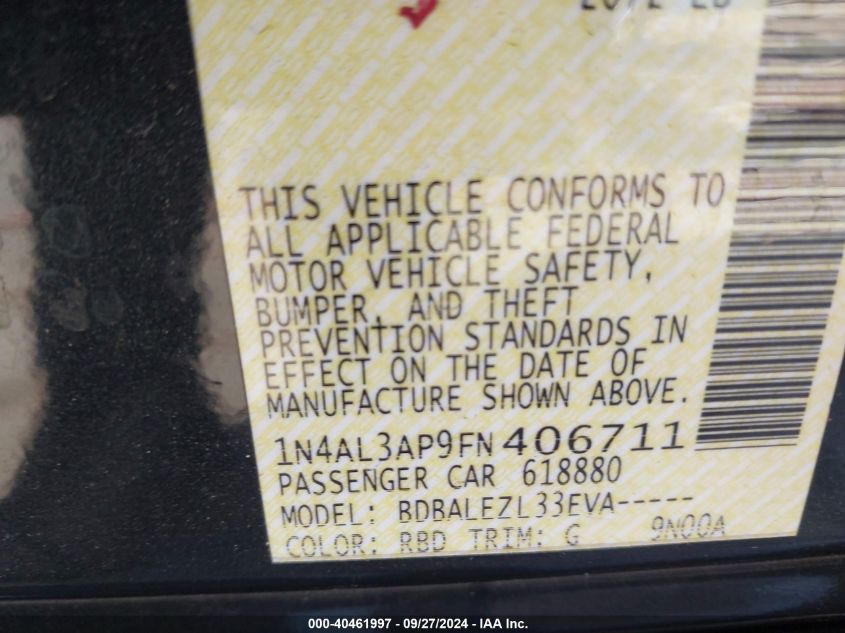 THIS VEHICLE CONFORMS TO
ALL APPLICABLE FEDERAL
MOTOR VEHICLE SAFETY,
BUMPER, AND THEFT
PREVENTION STANDARDS IN
EFFECT ON THE DATE OF
MANUFACTURE SHOWN ABOVE.
1N4AL3AP9FN406711
PASSENGER CAR 618880
MODEL: BDBALEZL33EVA-----
COLOR: RBD TRIM: G 9N00A
000-40461997 - 09/27/2024 - IAA Inc.